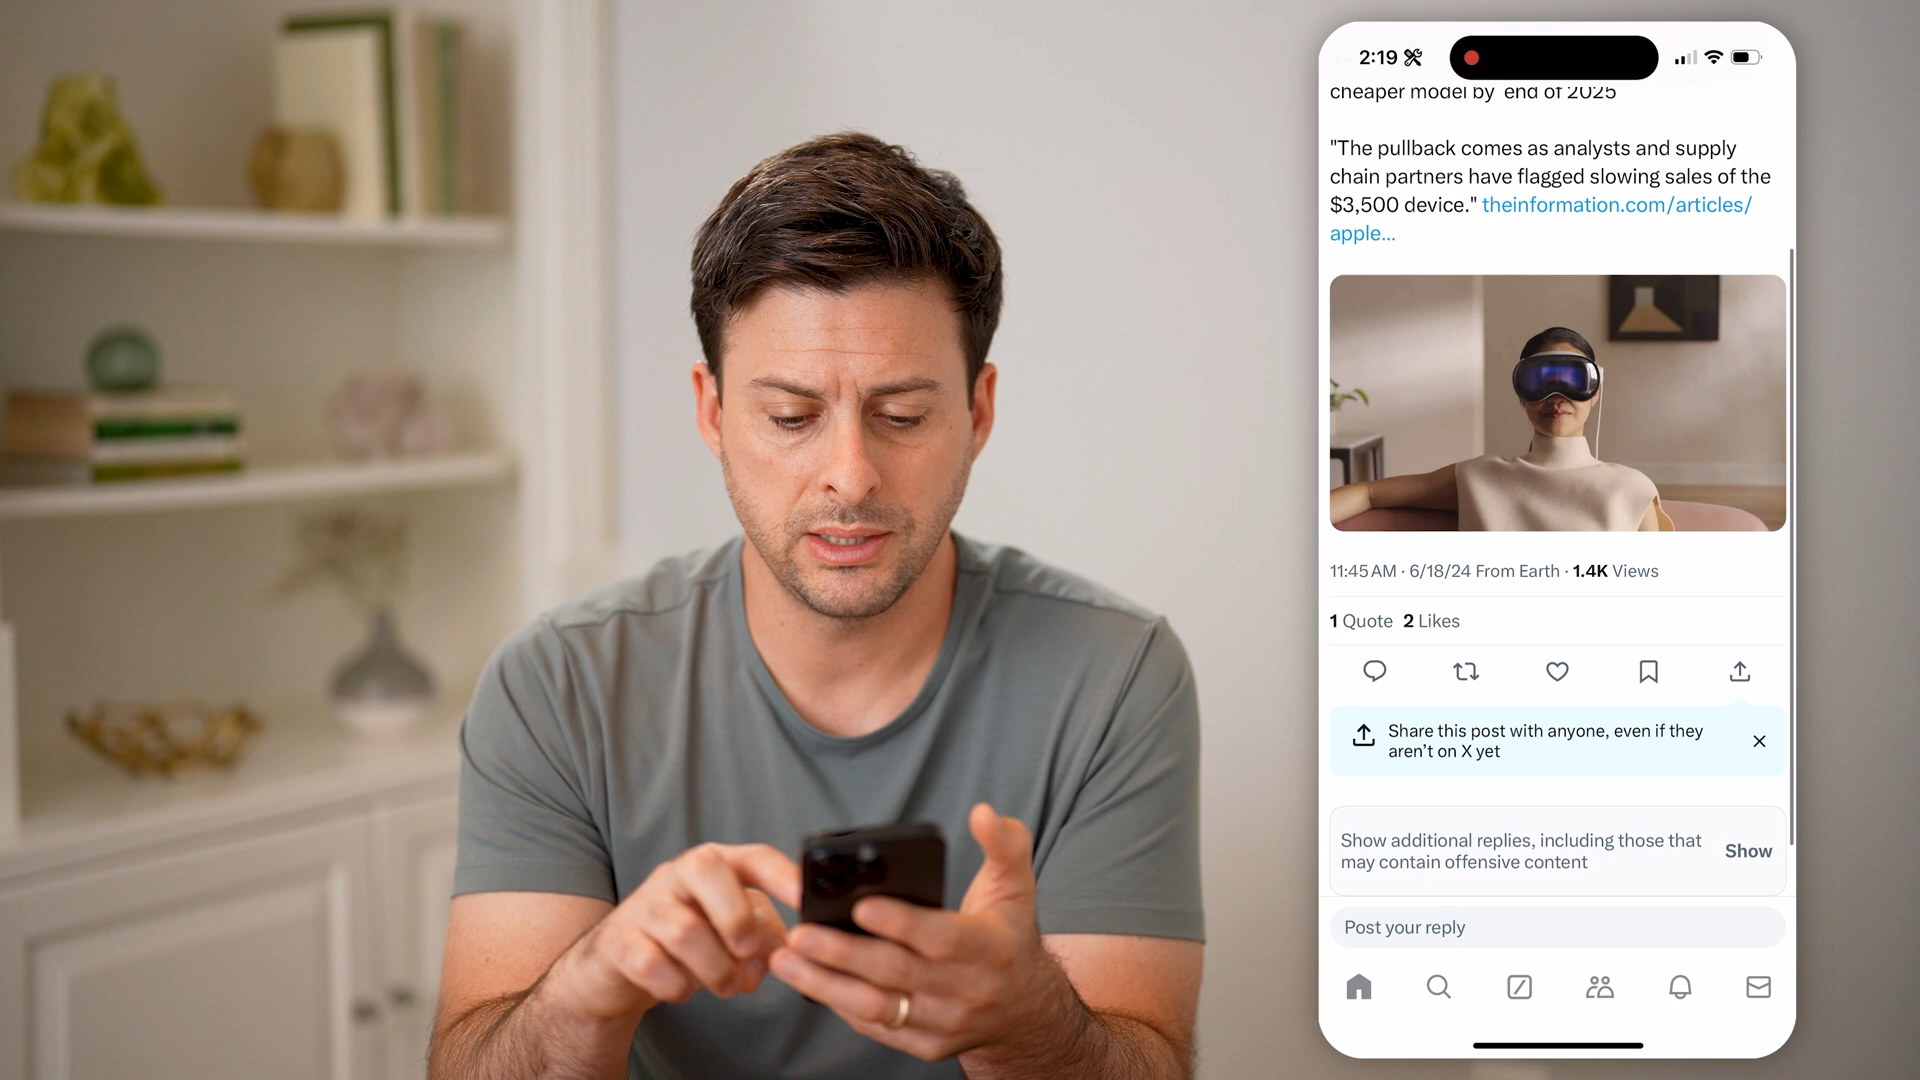 2:19
cheaper model by end of 2025
"The pullback comes as analysts and supply
chain partners have flagged slowing sales of the
$3,500 device." theinformation.com/articles/
apple...
11:45 AM · 6/18/24 From Earth · 1.4K Views
1 Quote 2 Likes
Share this post with anyone, even if they
aren’t on X yet
Show additional replies, including those that
may contain offensive content
Show
Post your reply